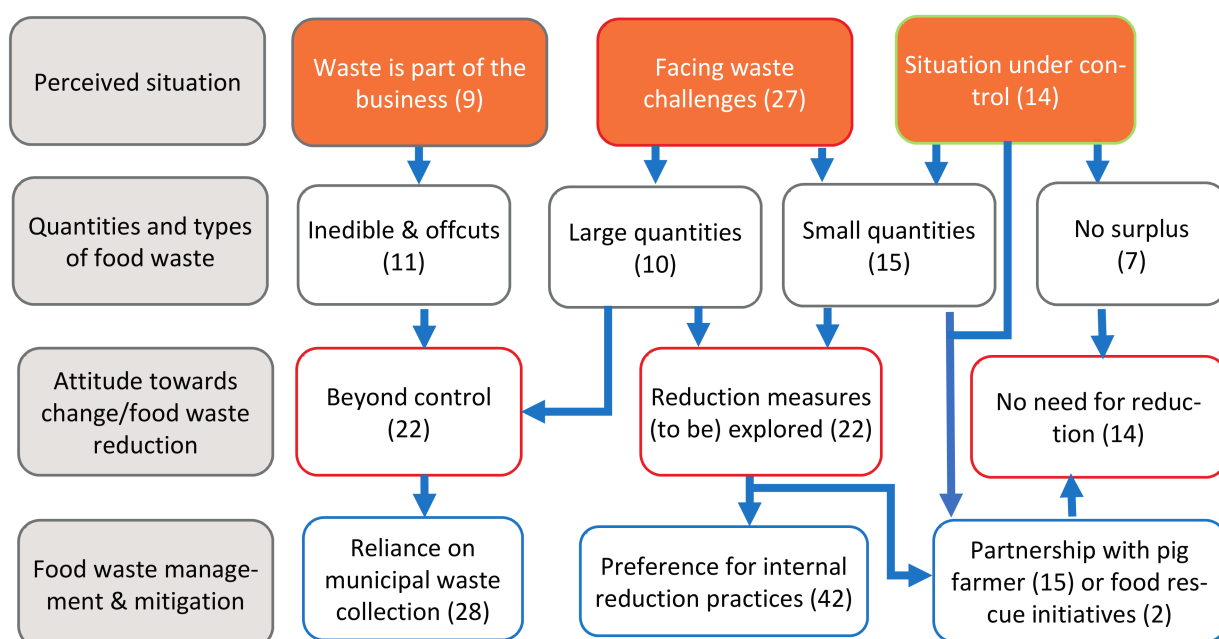 Perceived situation
Waste is part of the
business (9)
Facing waste
challenges (27)
Situation under con-
trol (14)
Quantities and types
of food waste
Inedible & offcuts
(11)
Large quantities
(10)
Small quantities
(15)
No surplus
(7)
Attitude towards
change/food waste
reduction
Beyond control
(22)
Reduction measures
(to be) explored (22)
No need for reduc-
tion (14)
Food waste manage-
ment & mitigation
Reliance on
municipal waste
collection (28)
Preference for internal
reduction practices (42)
Partnership with pig
farmer (15) or food res-
cue initiatives (2)